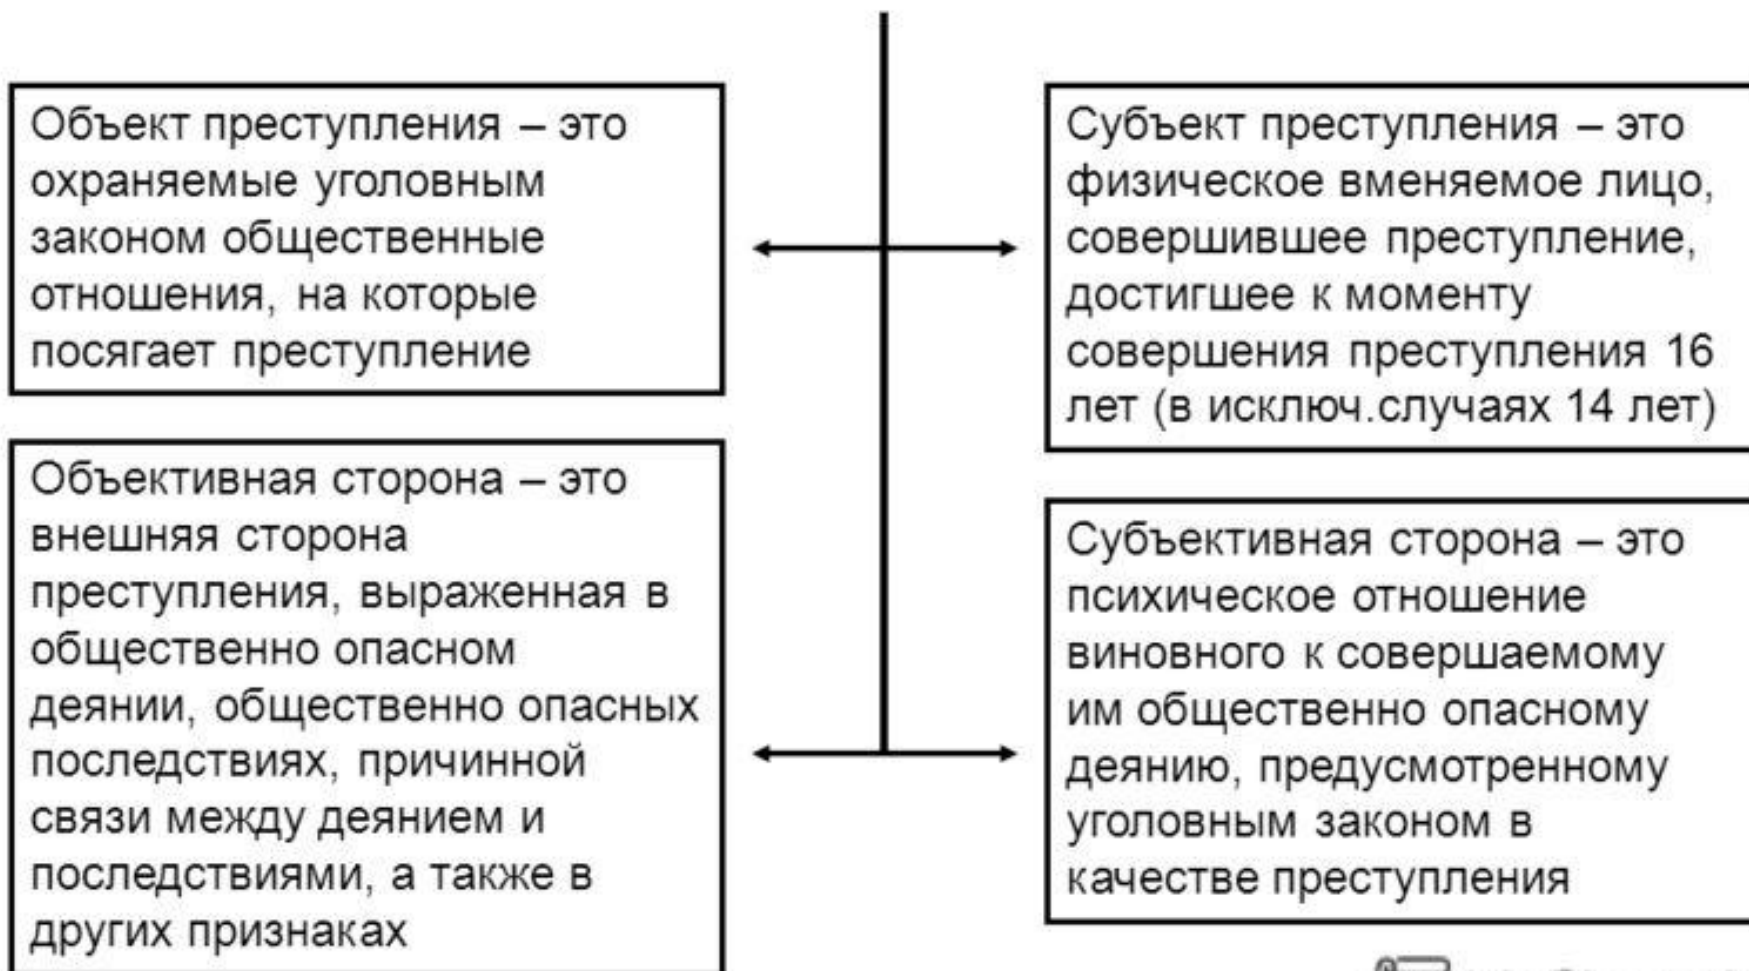 Объект преступления – это
охраняемые уголовным
законом общественные
отношения, на которые
посягает преступление
Субъект преступления – это
физическое вменяемое лицо,
совершившее преступление,
достигшее к моменту
совершения преступления 16
лет (в исключ.случаях 14 лет)
Объективная сторона – это
внешняя сторона
преступления, выраженная в
общественно опасном
деянии, общественно опасных
последствиях, причинной
связи между деянием и
последствиями, а также в
других признаках
Субъективная сторона – это
психическое отношение
виновного к совершаемому
им общественно опасному
деянию, предусмотренному
уголовным законом в
качестве преступления